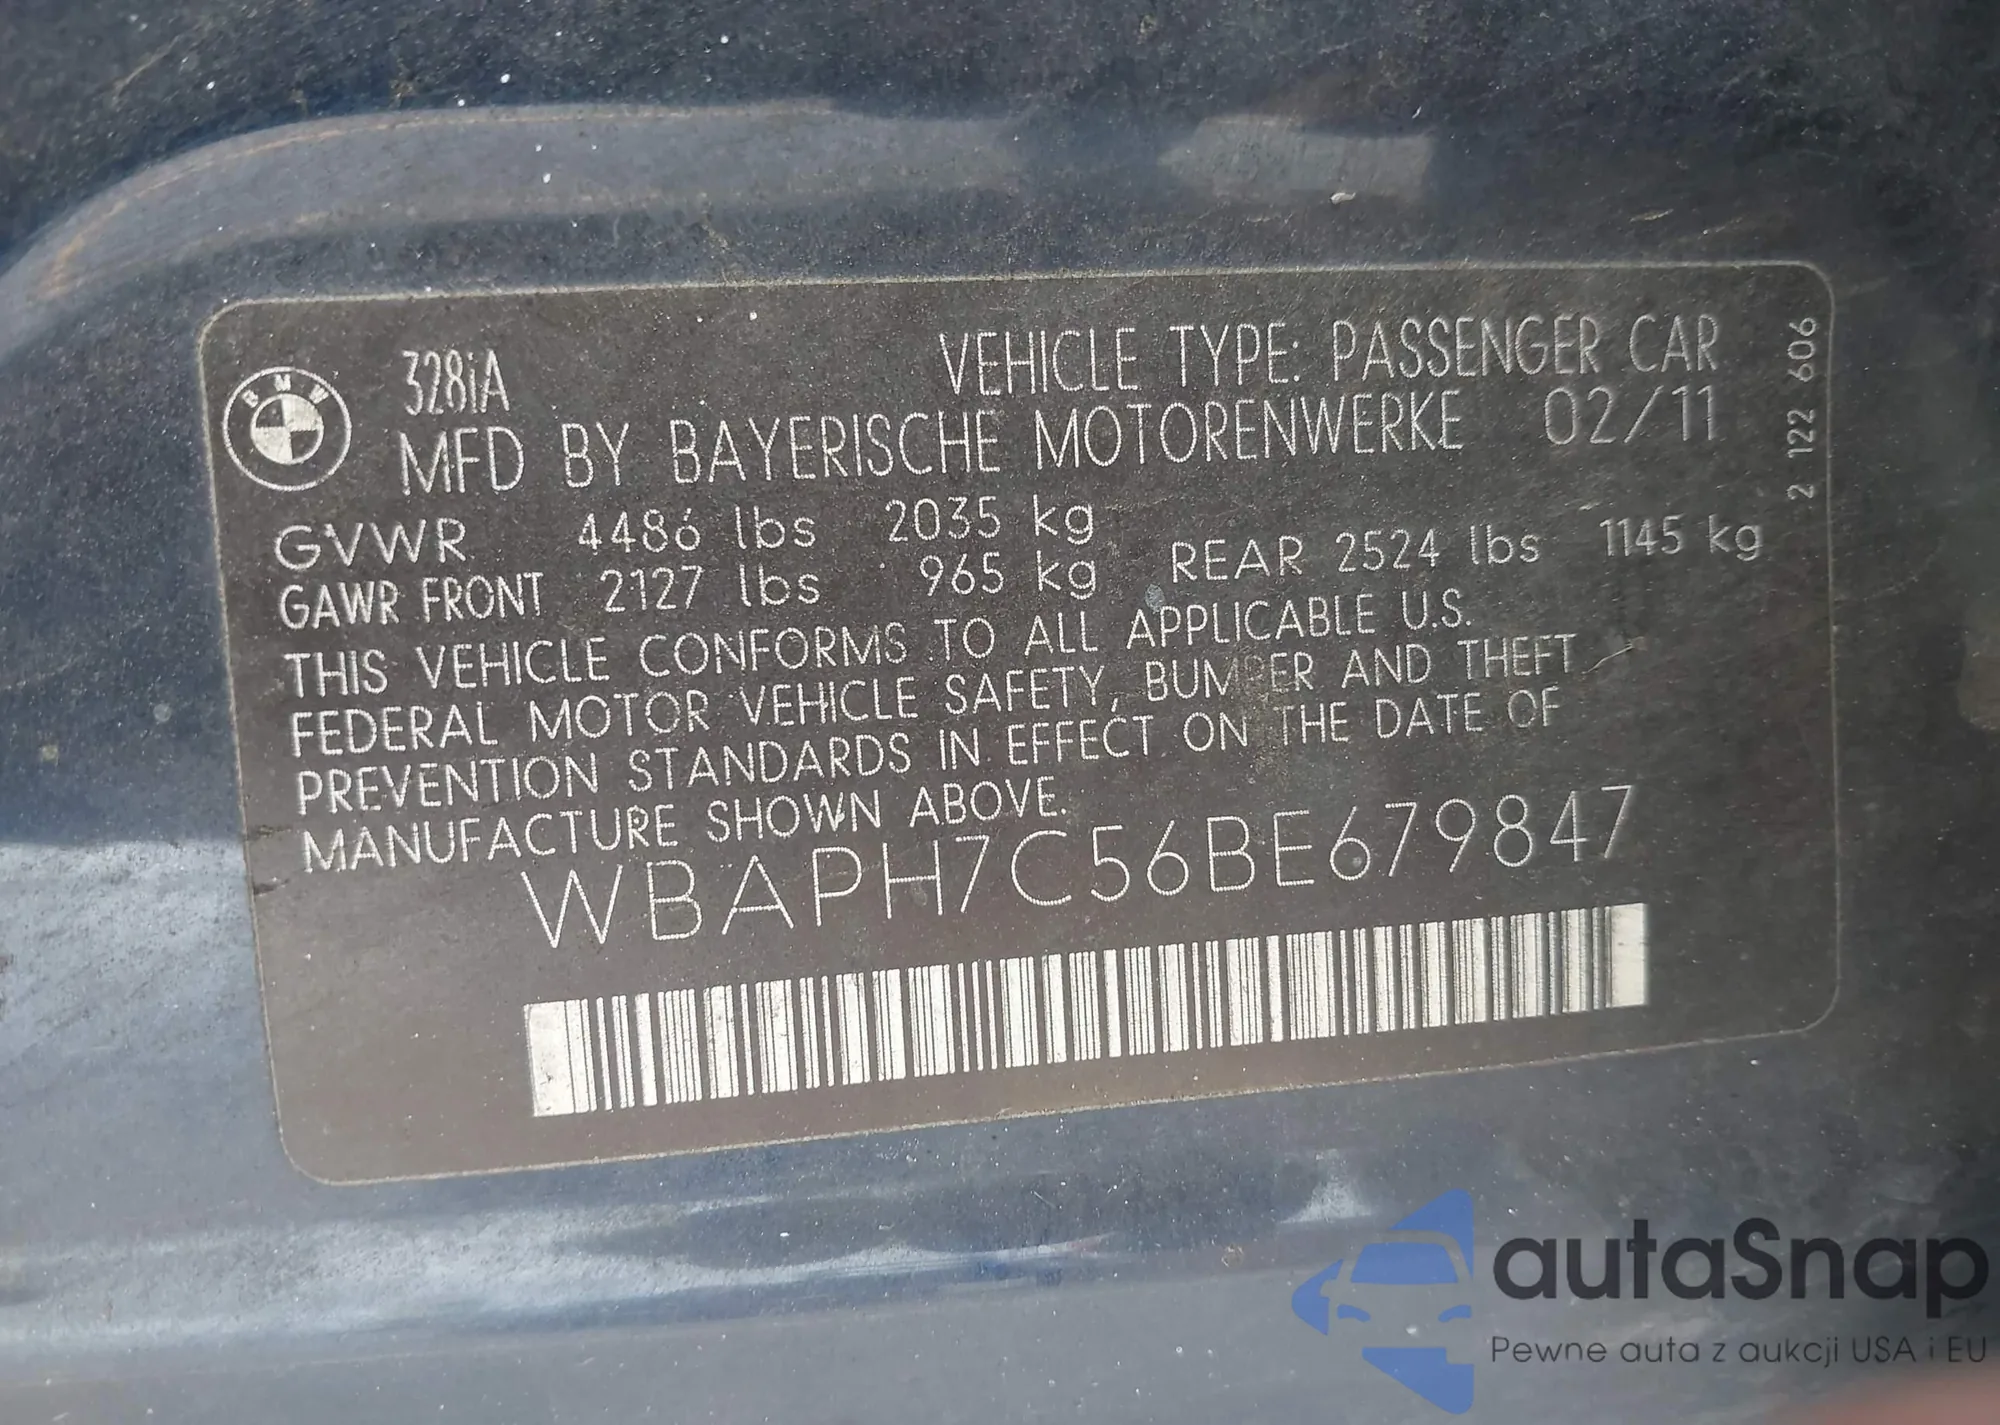 BMW
328iA
VEHICLE TYPE: PASSENGER CAR
MFD BY BAYERISCHE MOTORENWERKE 02/11
GVWR 4486 lbs 2035 kg
GAWR FRONT 2127 lbs 965 kg REAR 2524 lbs 1145 kg
THIS VEHICLE CONFORMS TO ALL APPLICABLE U.S.
FEDERAL MOTOR VEHICLE SAFETY, BUMPER AND THEFT
PREVENTION STANDARDS IN EFFECT ON THE DATE OF
MANUFACTURE SHOWN ABOVE.
WBAPH7C56BE679847
2 122 606
autaSnap
Pewne auta z aukcji USA i EU